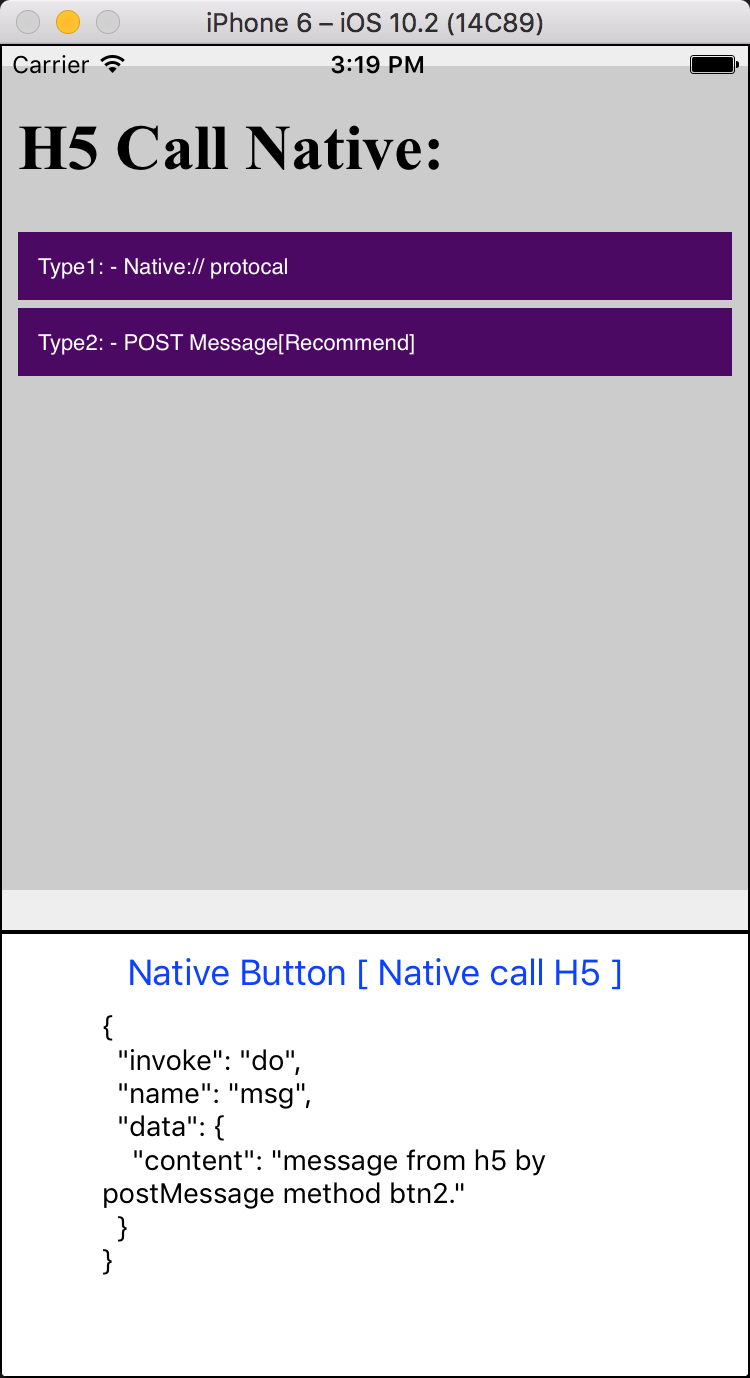 iPhone 6 – iOS 10.2 (14C89)
Carrier 3:19 PM
H5 Call Native:
Type1: - Native:// protocal
Type2: - POST Message[Recommend]
Native Button [ Native call H5 ]
{
"invoke": "do",
"name": "msg",
"data": {
"content": "message from h5 by
postMessage method btn2."
}
}